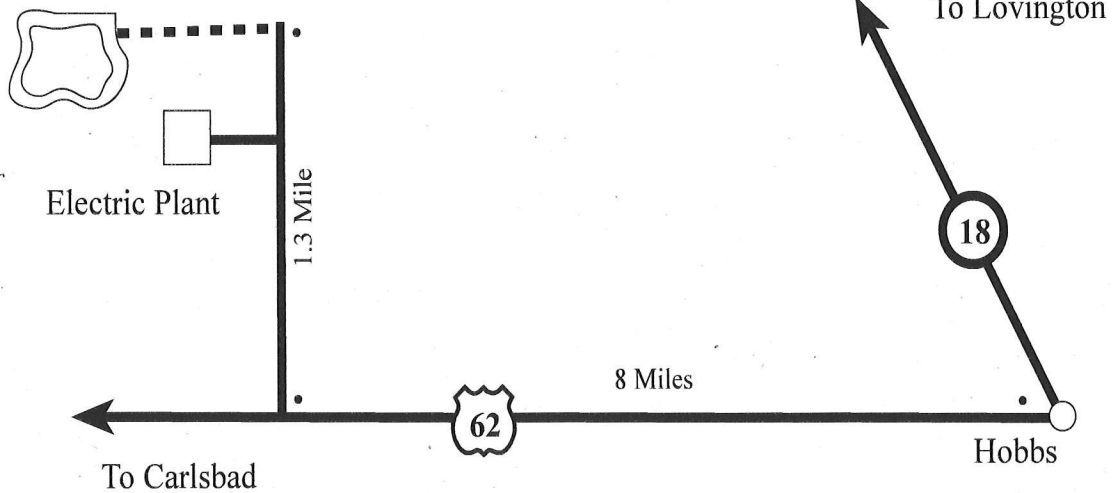 To Lovington
Electric Plant
1.3 Mile
18
8 Miles
62
Hobbs
To Carlsbad